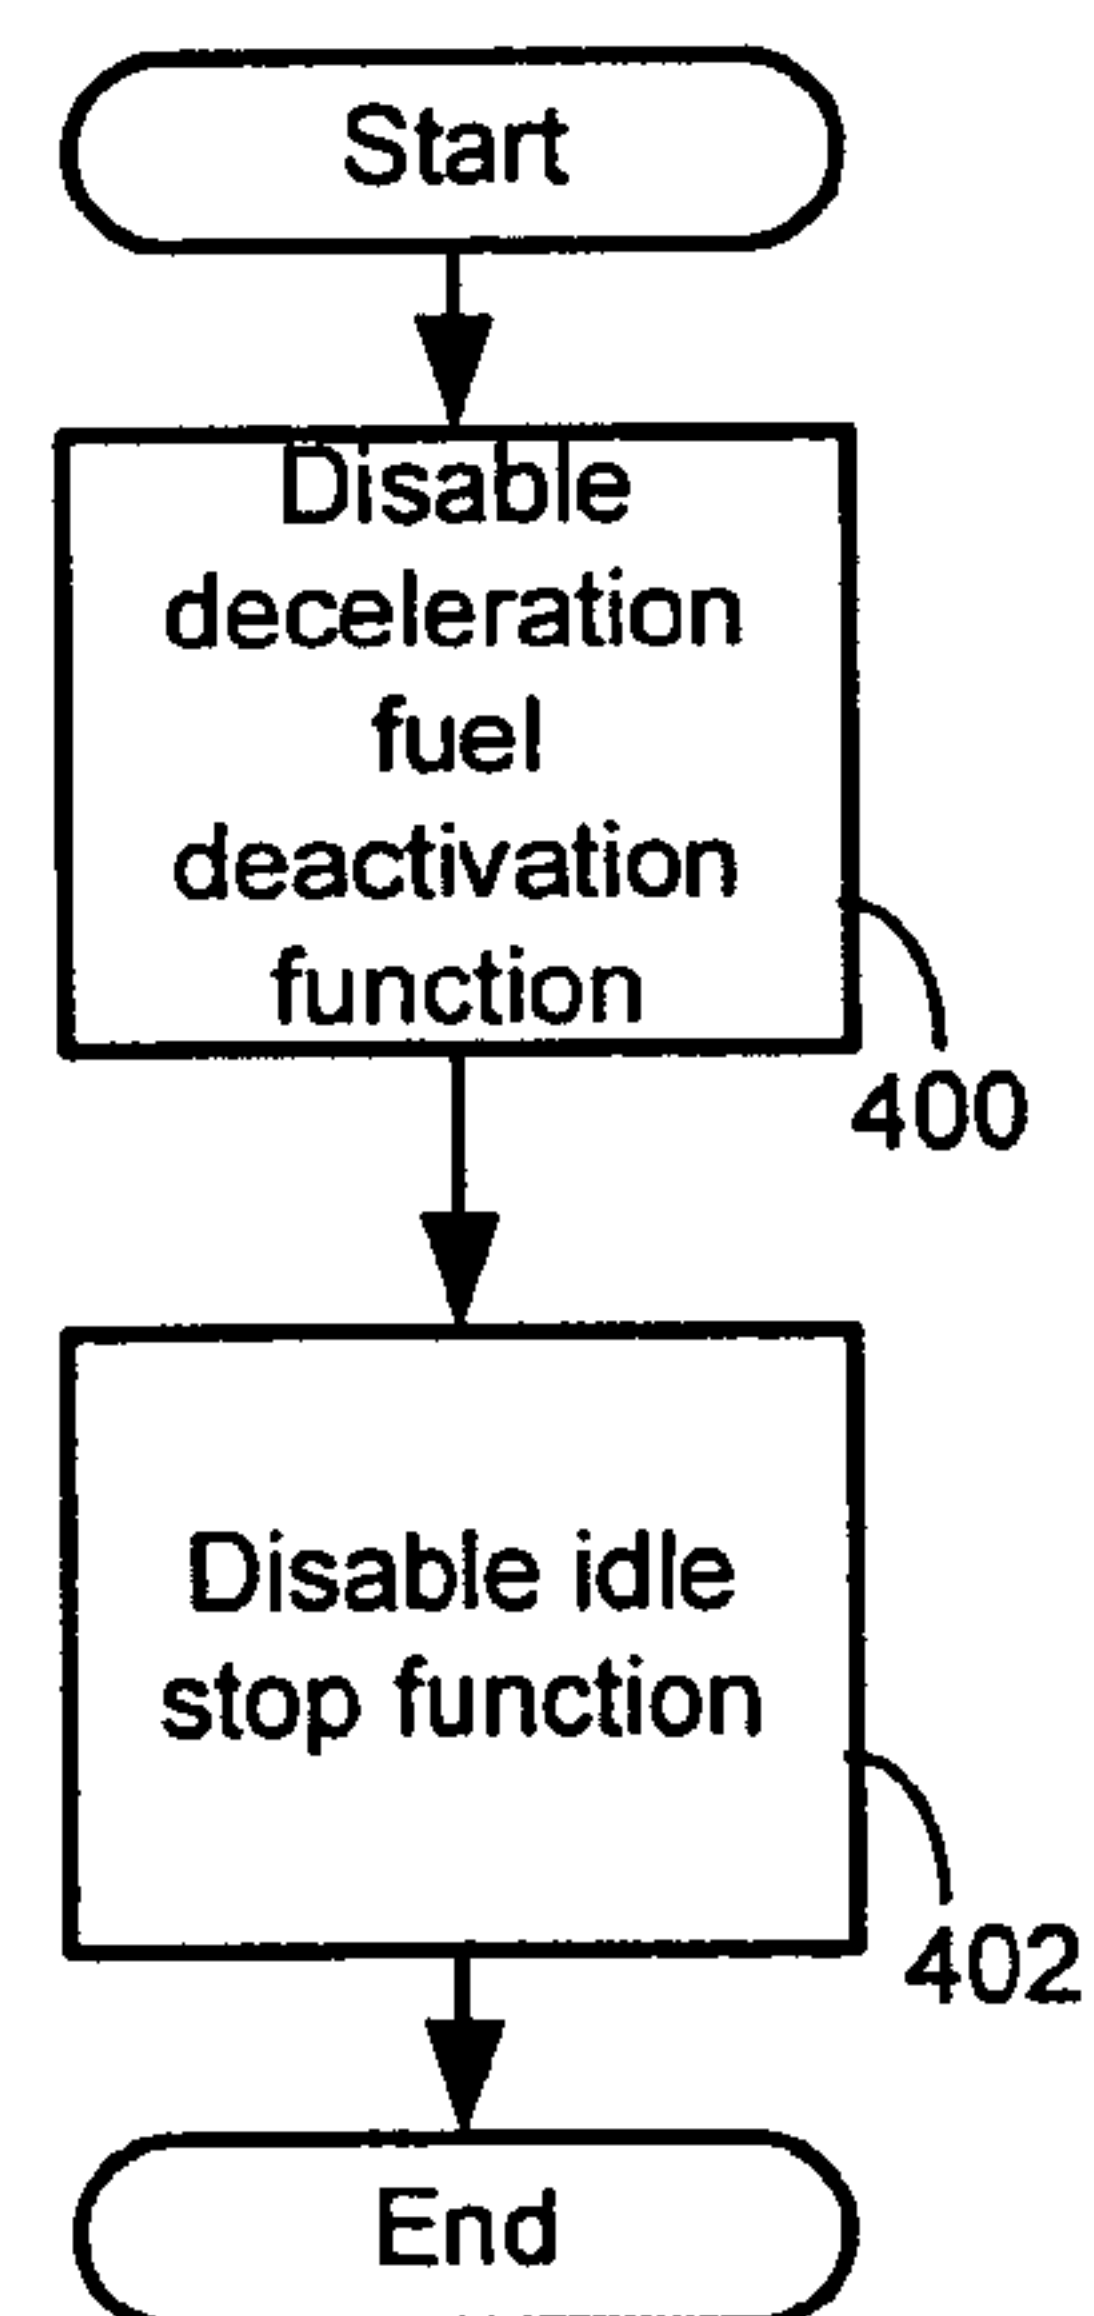 Start
Disable
deceleration
fuel
deactivation
function
400
Disable idle
stop function
402
End